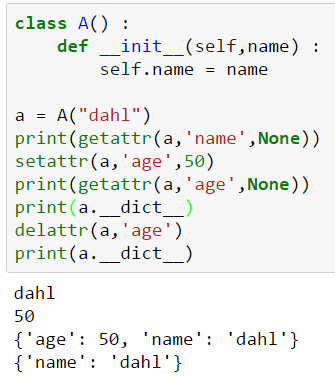 class A() :
    def __init__(self,name) :
        self.name = name

a = A("dahl")
print(getattr(a,'name',None))
setattr(a,'age',50)
print(getattr(a,'age',None))
print(a.__dict__)
delattr(a,'age')
print(a.__dict__)
dahl
50
{'age': 50, 'name': 'dahl'}
{'name': 'dahl'}